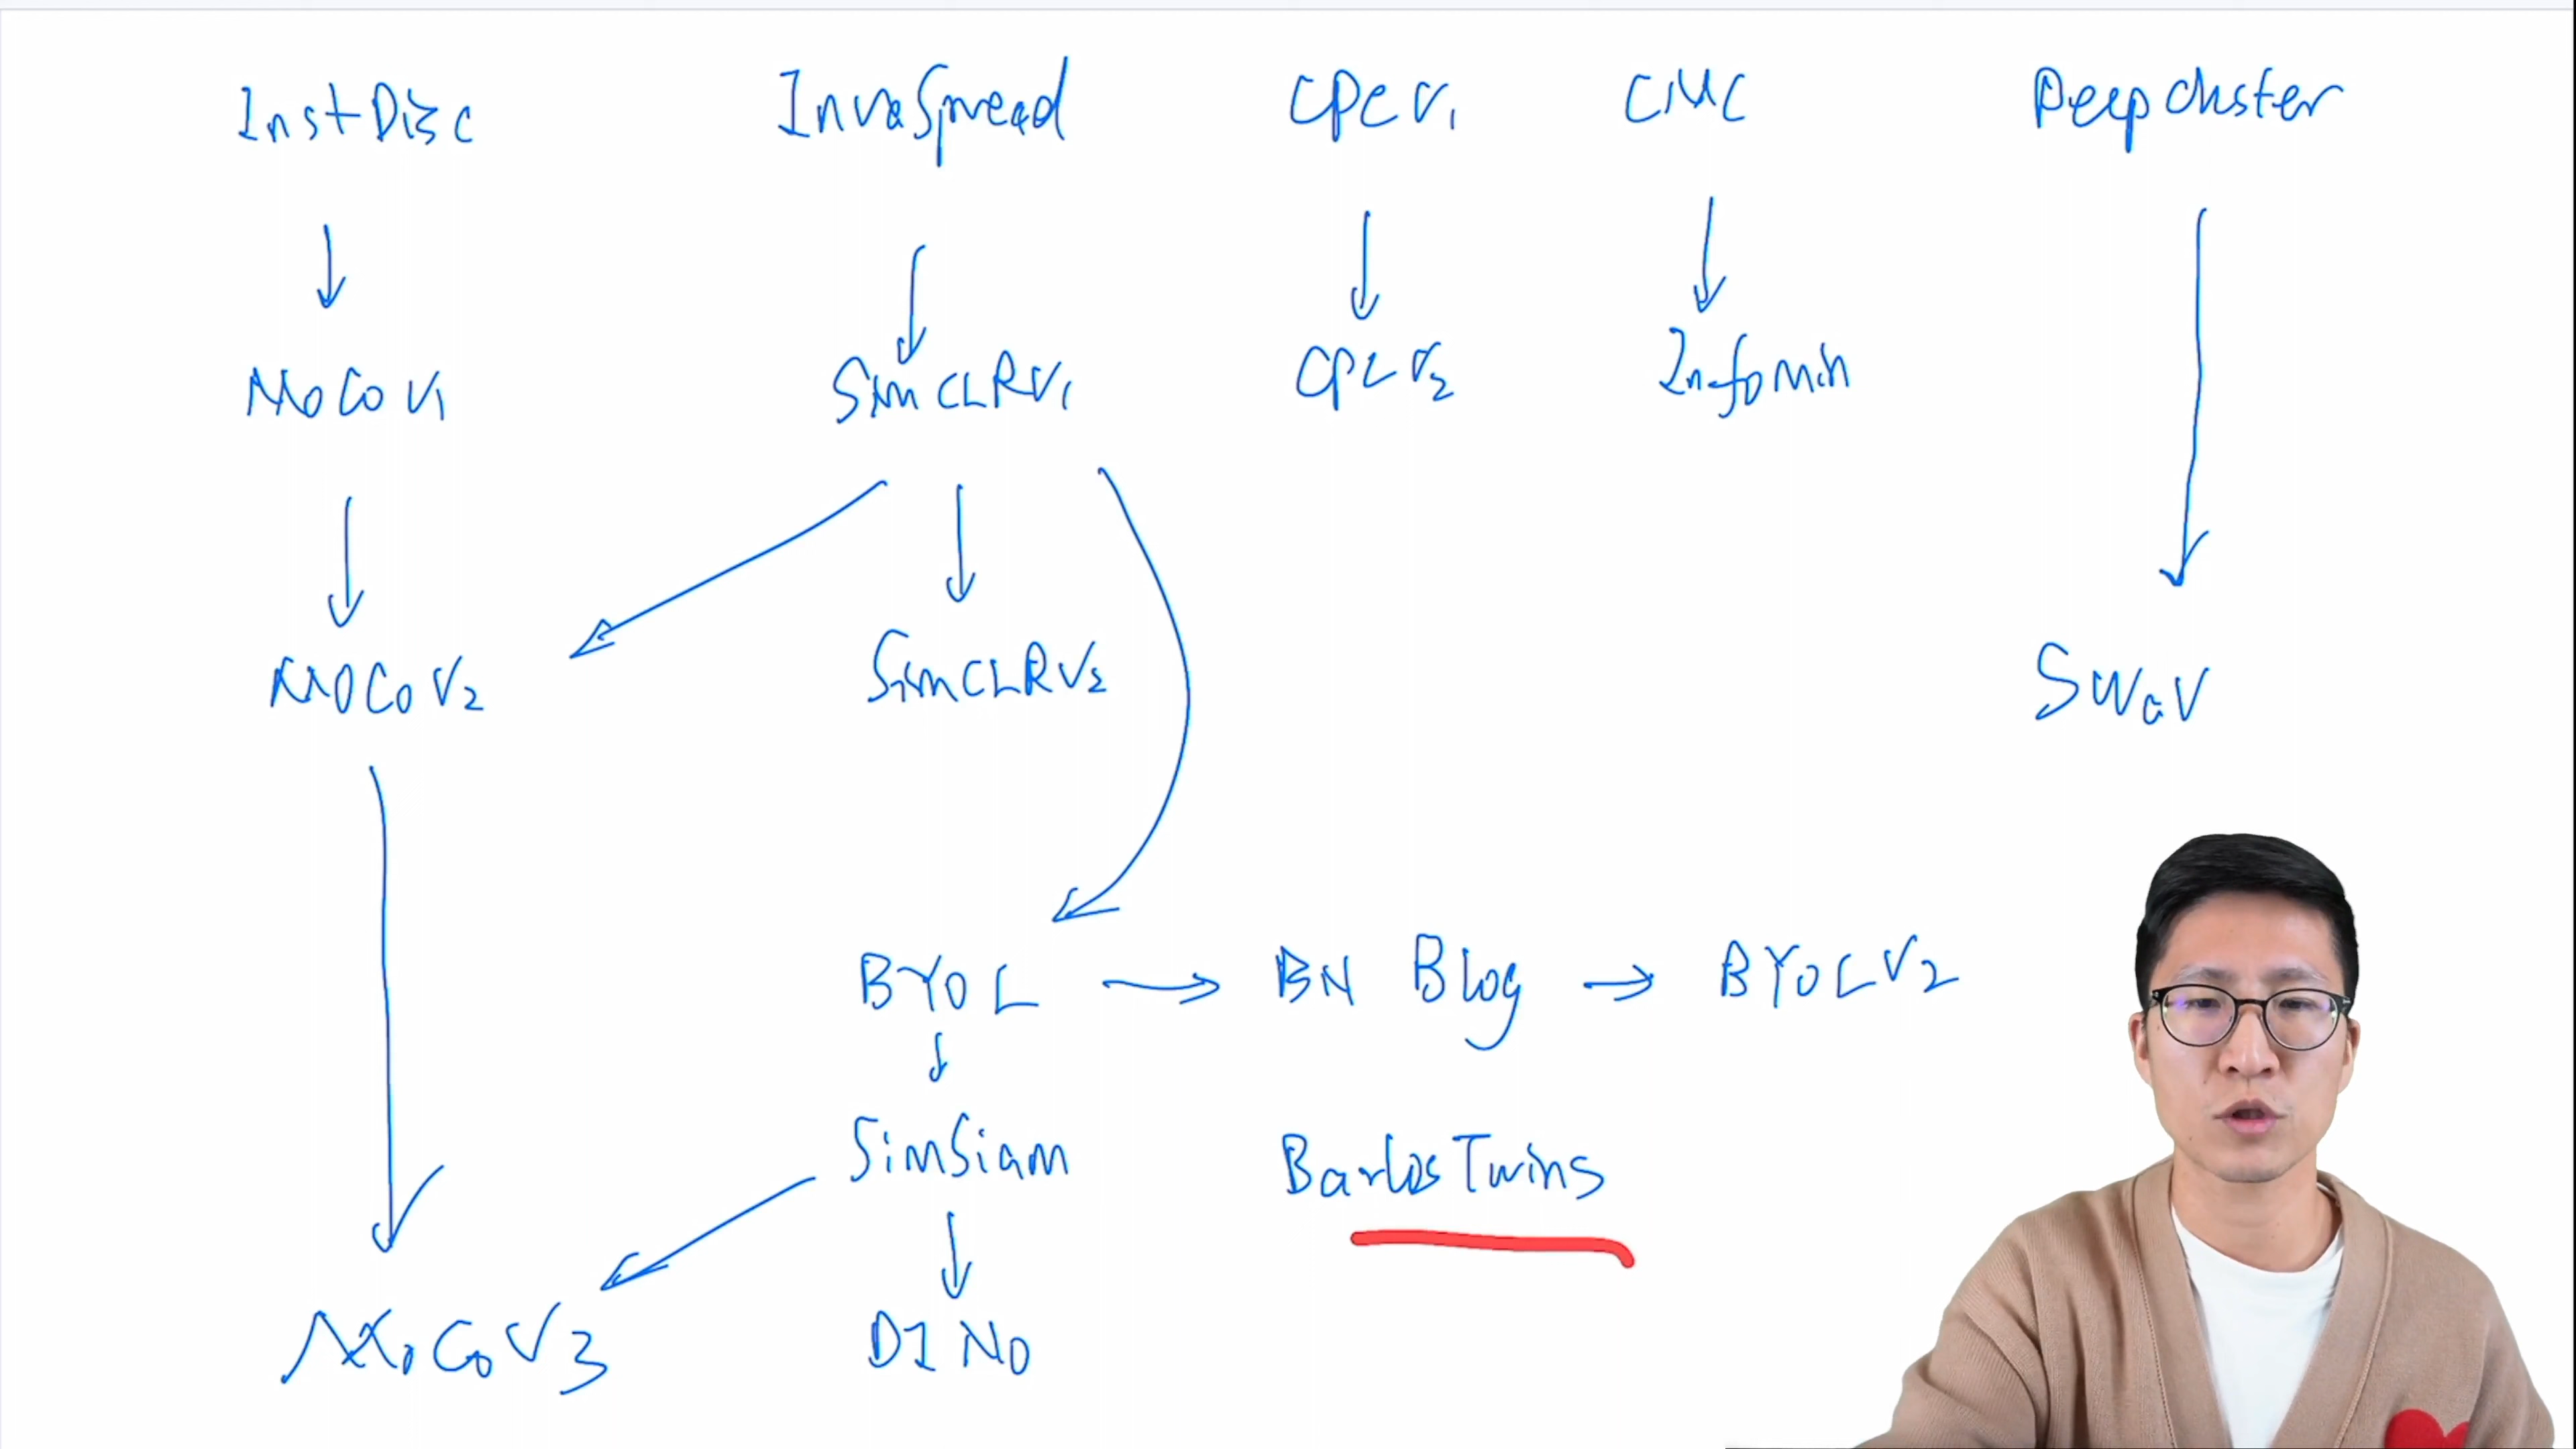 InstDisc InvaSpread CPC V1 CMC Deepcluster
MoCo V1 SimCLR V1 CPC V2 Infomin
MOCO V2 SimCLR V2 SwaV
BYOL BN Blog BYOL V2
SimSiam Barlos Twins
MoCo V3 DINO